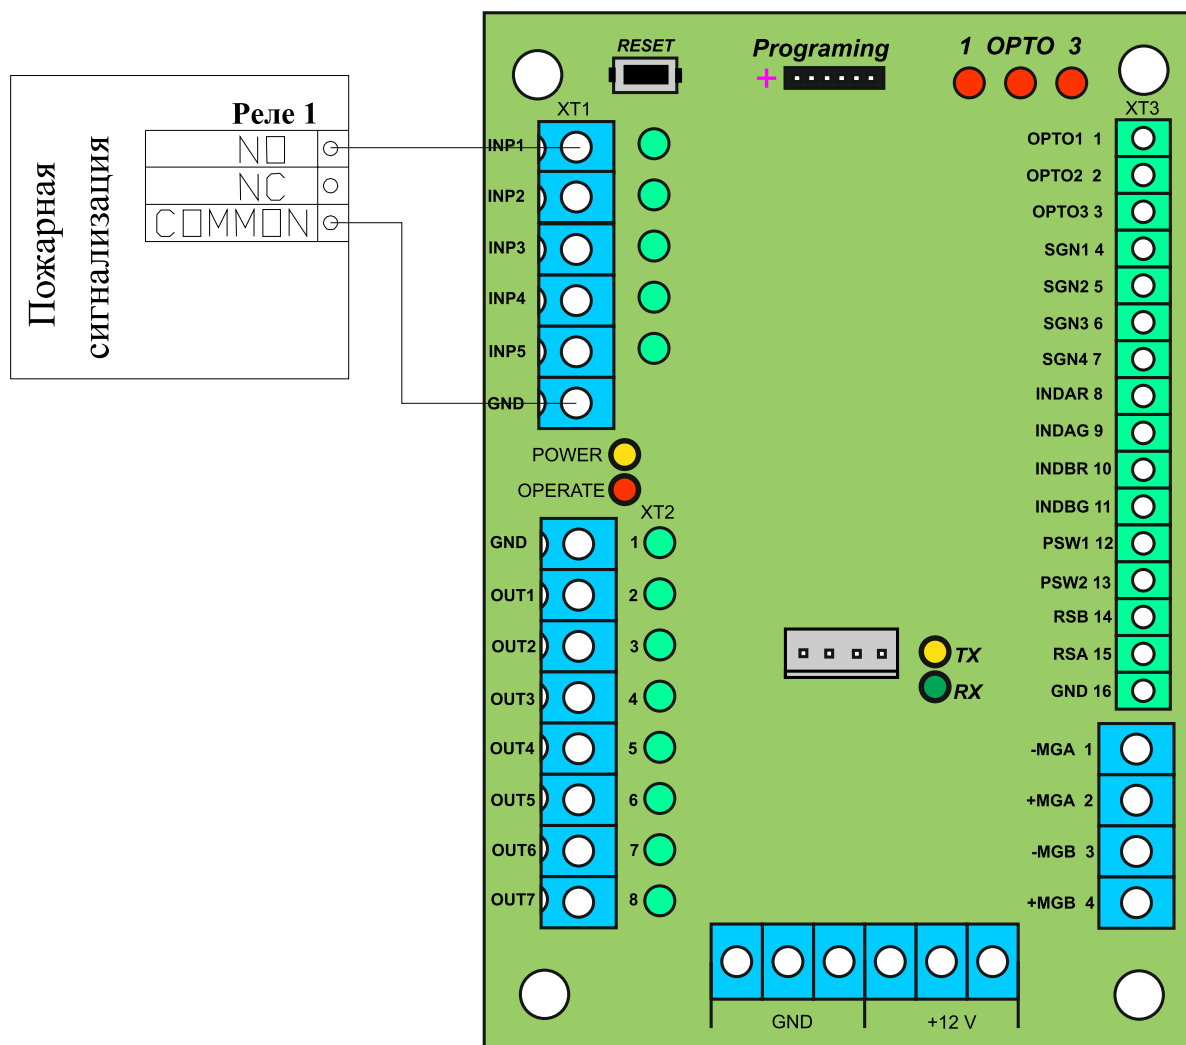 Пожарная
сигнализация
Реле 1
NO
NC
COMMON
RESET
Programing
+
1 OPTO 3
XT1
INP1
INP2
INP3
INP4
INP5
GND
POWER
OPERATE
XT2
GND 1
OUT1 2
OUT2 3
OUT3 4
OUT4 5
OUT5 6
OUT6 7
OUT7 8
TX
RX
XT3
OPTO1 1
OPTO2 2
OPTO3 3
SGN1 4
SGN2 5
SGN3 6
SGN4 7
INDAR 8
INDAG 9
INDBR 10
INDBG 11
PSW1 12
PSW2 13
RSB 14
RSA 15
GND 16
-MGA 1
+MGA 2
-MGB 3
+MGB 4
GND
+12 V